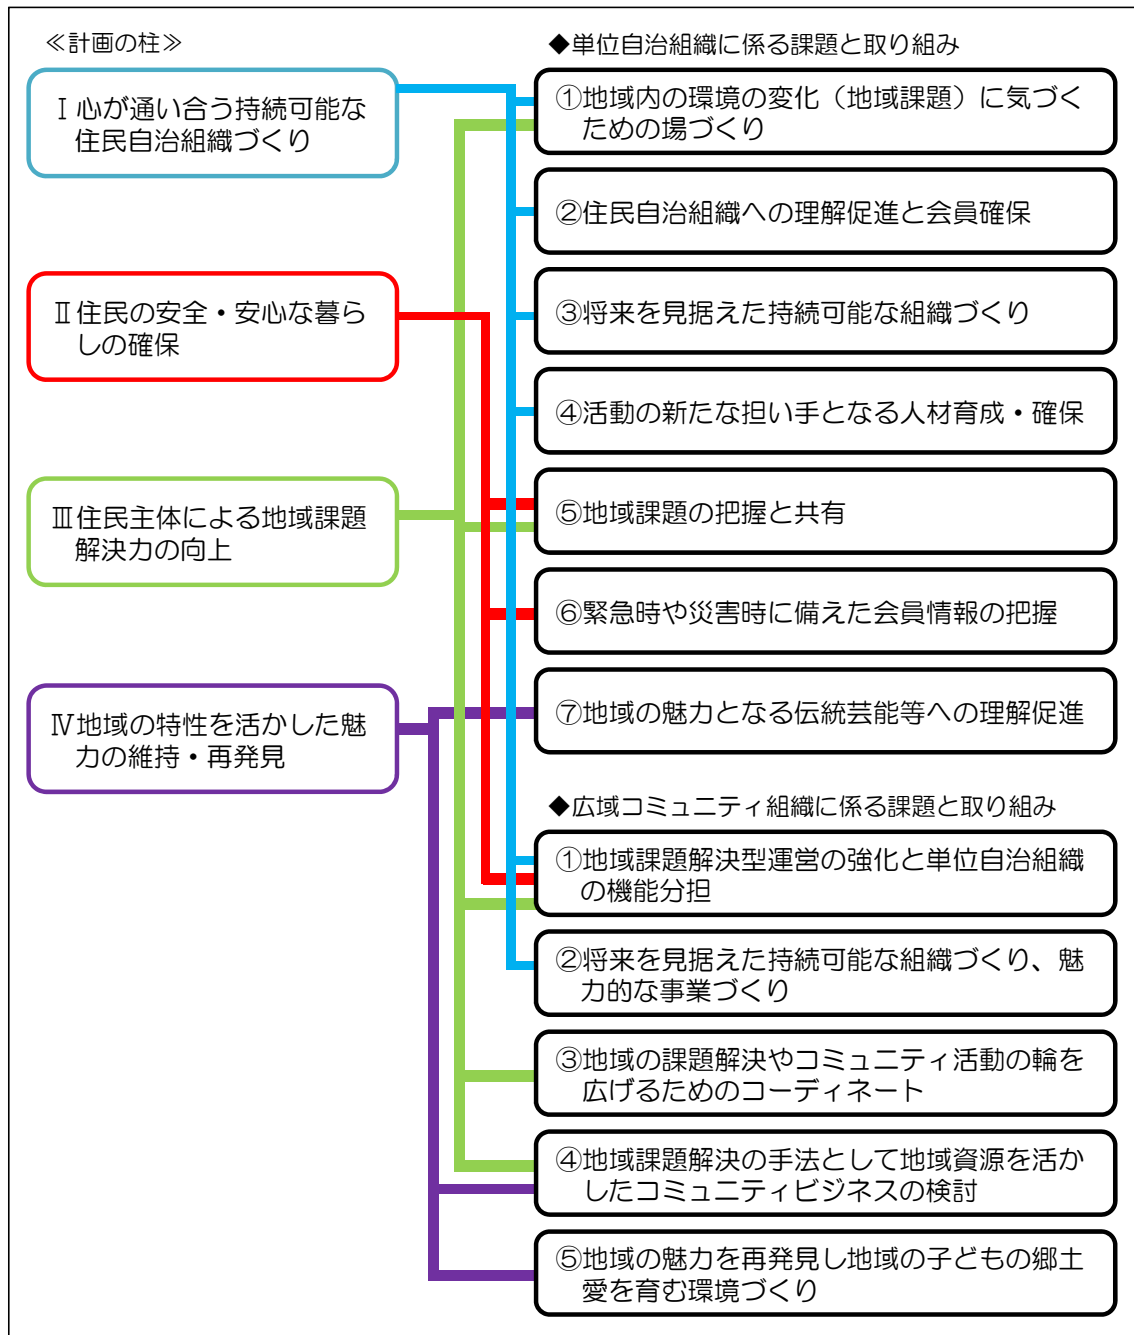 ≪計画の柱≫
Ⅰ心が通い合う持続可能な
住民自治組織づくり
Ⅱ住民の安全・安心な暮ら
しの確保
Ⅲ住民主体による地域課題
解決力の向上
Ⅳ地域の特性を活かした魅
力の維持・再発見
◆単位自治組織に係る課題と取り組み
①地域内の環境の変化（地域課題）に気づく
ための場づくり
②住民自治組織への理解促進と会員確保
③将来を見据えた持続可能な組織づくり
④活動の新たな担い手となる人材育成・確保
⑤地域課題の把握と共有
⑥緊急時や災害時に備えた会員情報の把握
⑦地域の魅力となる伝統芸能等への理解促進
◆広域コミュニティ組織に係る課題と取り組み
①地域課題解決型運営の強化と単位自治組織
の機能分担
②将来を見据えた持続可能な組織づくり、魅
力的な事業づくり
③地域の課題解決やコミュニティ活動の輪を
広げるためのコーディネート
④地域課題解決の手法として地域資源を活か
したコミュニティビジネスの検討
⑤地域の魅力を再発見し地域の子どもの郷土
愛を育む環境づくり